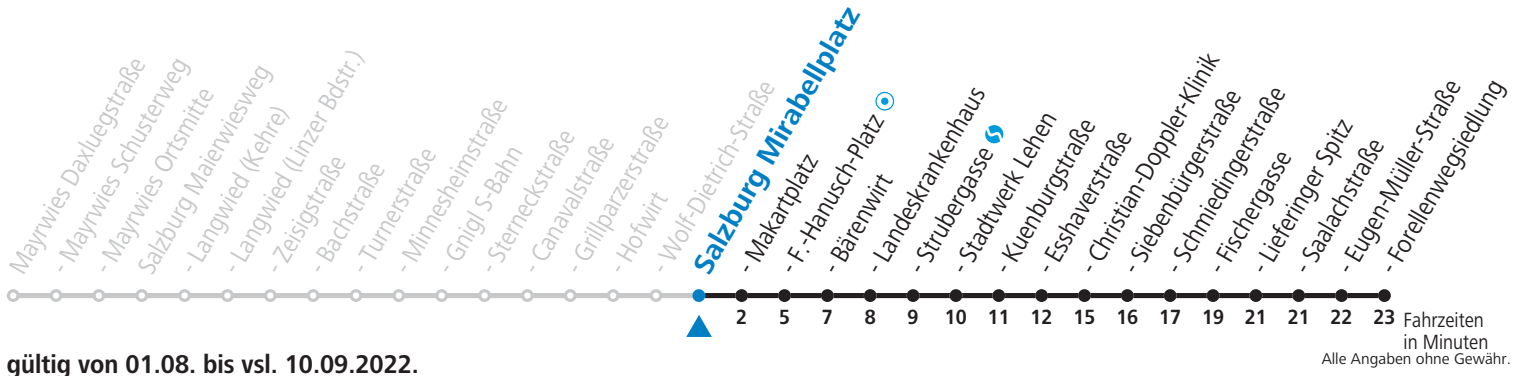 Mayrwies Daxluegstraße
- Mayrwies Schusterweg
- Mayrwies Ortsmitte
Salzburg Maierwiesweg
- Langwied (Kehre)
- Langwied (Linzer Bdstr.)
- Zeisigstraße
- Bachstraße
- Turnerstraße
- Minnesheimstraße
- Gnigl S-Bahn
- Sterneckstraße
- Canavalstraße
- Grillparzerstraße
- Hofwirt
- Wolf-Dietrich-Straße
Salzburg Mirabellplatz
- Makartplatz
- F.-Hanusch-Platz
- Bärenwirt
- Landeskrankenhaus
- Strubergasse
- Stadtwerk Lehen
- Kuenburgstraße
- Esshaverstraße
- Christian-Doppler-Klinik
- Siebenbürgerstraße
- Schmiedingerstraße
- Fischergasse
- Lieferinger Spitz
- Saalachstraße
- Eugen-Müller-Straße
- Forellenwegsiedlung
2 5 7 8 9 10 11 12 15 16 17 19 21 21 22 23
Fahrzeiten
in Minuten
Alle Angaben ohne Gewähr.
gültig von 01.08. bis vsl. 10.09.2022.